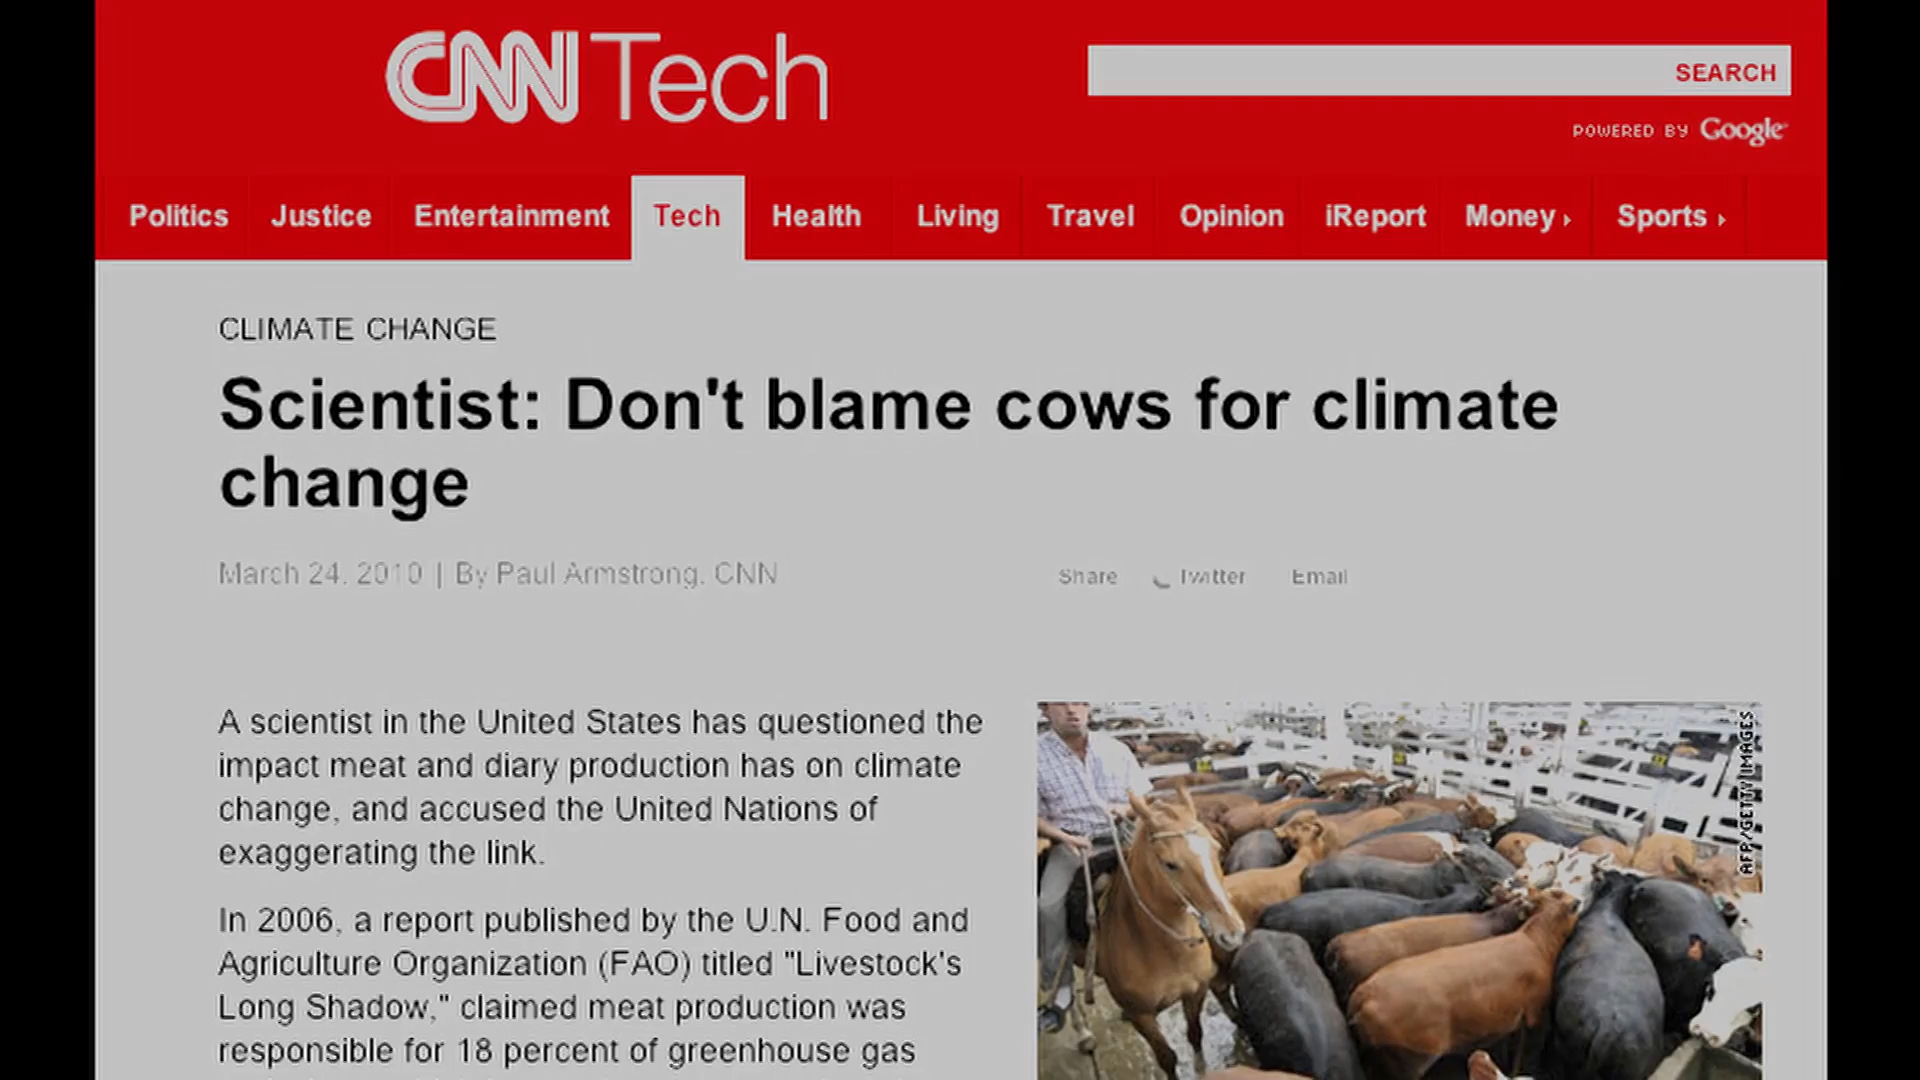 CNN Tech
SEARCH
POWERED BY Google
Politics Justice Entertainment Tech Health Living Travel Opinion iReport Money Sports
CLIMATE CHANGE
Scientist: Don't blame cows for climate
change
March 24, 2010 | By Paul Armstrong, CNN
Share Twitter Email
A scientist in the United States has questioned the
impact meat and diary production has on climate
change, and accused the United Nations of
exaggerating the link.
In 2006, a report published by the U.N. Food and
Agriculture Organization (FAO) titled "Livestock's
Long Shadow," claimed meat production was
responsible for 18 percent of greenhouse gas
AFP/GETTY IMAGES